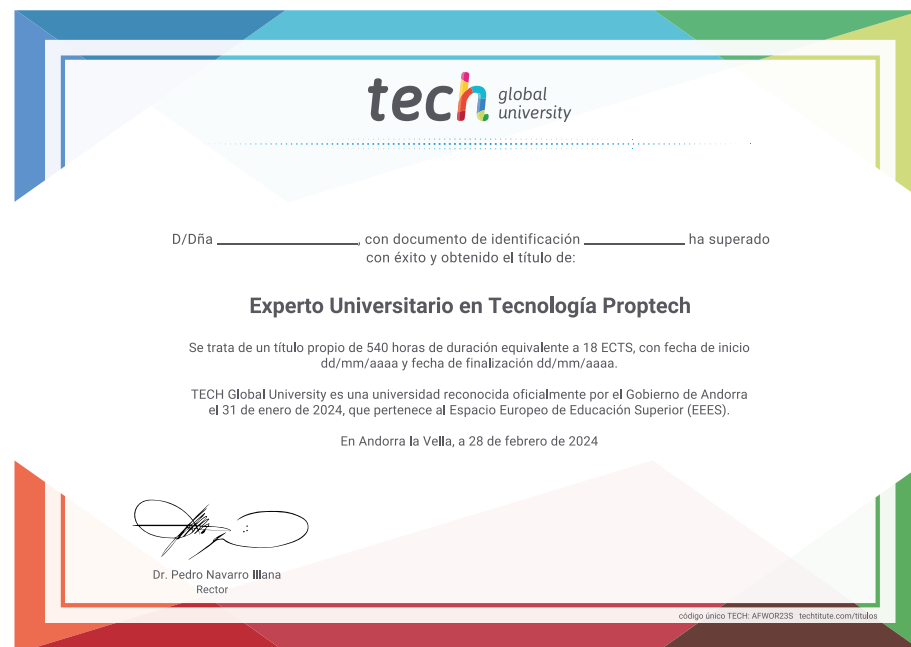 tech global university
D/Dña ____________________, con documento de identificación ______________ ha superado
con éxito y obtenido el título de:
Experto Universitario en Tecnología Proptech
Se trata de un título propio de 540 horas de duración equivalente a 18 ECTS, con fecha de inicio
dd/mm/aaaa y fecha de finalización dd/mm/aaaa.
TECH Global University es una universidad reconocida oficialmente por el Gobierno de Andorra
el 31 de enero de 2024, que pertenece al Espacio Europeo de Educación Superior (EEES).
En Andorra la Vella, a 28 de febrero de 2024
Dr. Pedro Navarro Illana
Rector
código único TECH: AFWOR23S techtitute.com/titulos